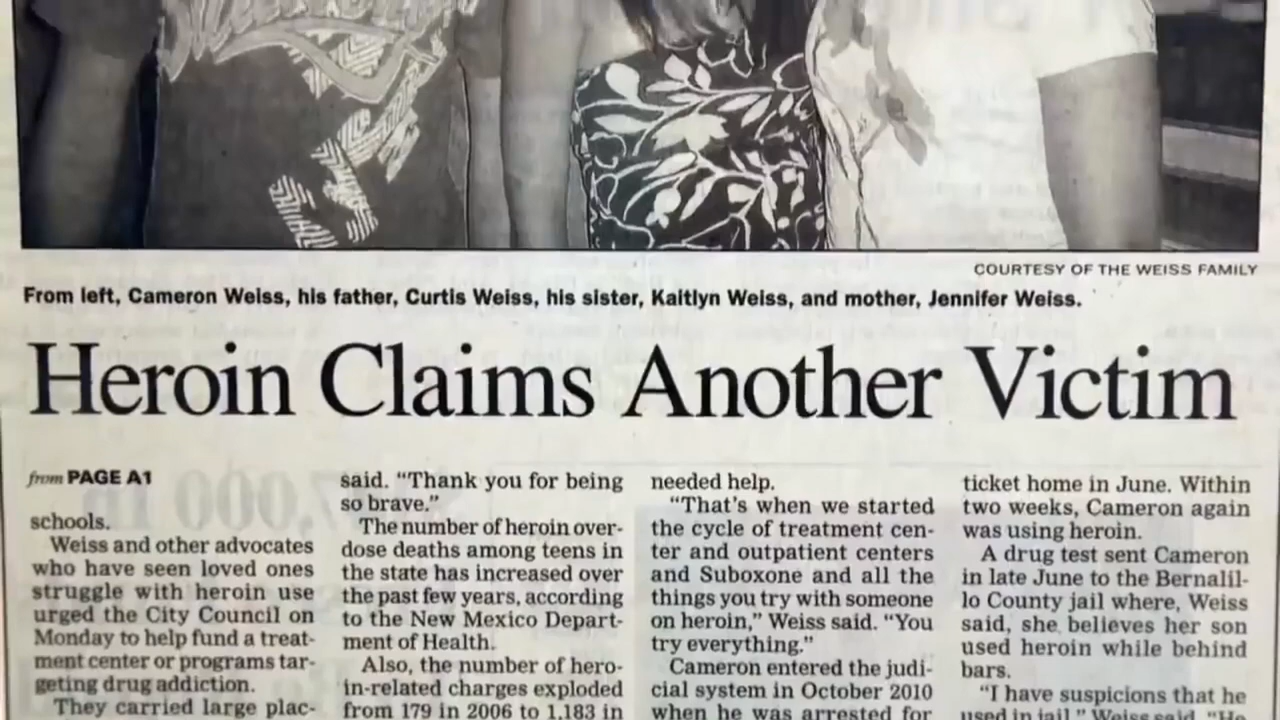 COURTESY OF THE WEISS FAMILY
From left, Cameron Weiss, his father, Curtis Weiss, his sister, Kaitlyn Weiss, and mother, Jennifer Weiss.
Heroin Claims Another Victim
from PAGE A1
schools.
Weiss and other advocates
who have seen loved ones
struggle with heroin use
urged the City Council on
Monday to help fund a treat-
ment center or programs tar-
geting drug addiction.
They carried large plac-
said. “Thank you for being
so brave.”
The number of heroin over-
dose deaths among teens in
the state has increased over
the past few years, according
to the New Mexico Depart-
ment of Health.
Also, the number of hero-
in-related charges exploded
from 179 in 2006 to 1,183 in
needed help.
“That’s when we started
the cycle of treatment cen-
ter and outpatient centers
and Suboxone and all the
things you try with someone
on heroin,” Weiss said. “You
try everything.”
Cameron entered the judi-
cial system in October 2010
when he was arrested for
ticket home in June. Within
two weeks, Cameron again
was using heroin.
A drug test sent Cameron
in late June to the Bernalil-
lo County jail where, Weiss
said, she believes her son
used heroin while behind
bars.
“I have suspicions that he
used in jail,” Weiss said. “He